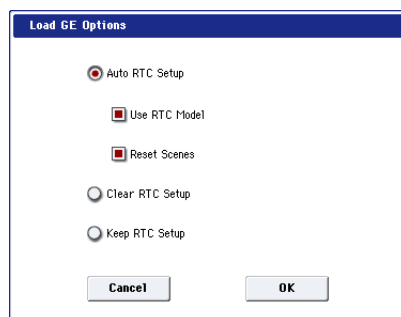 Load GE Options
Auto RTC Setup
Use RTC Model
Reset Scenes
Clear RTC Setup
Keep RTC Setup
Cancel OK